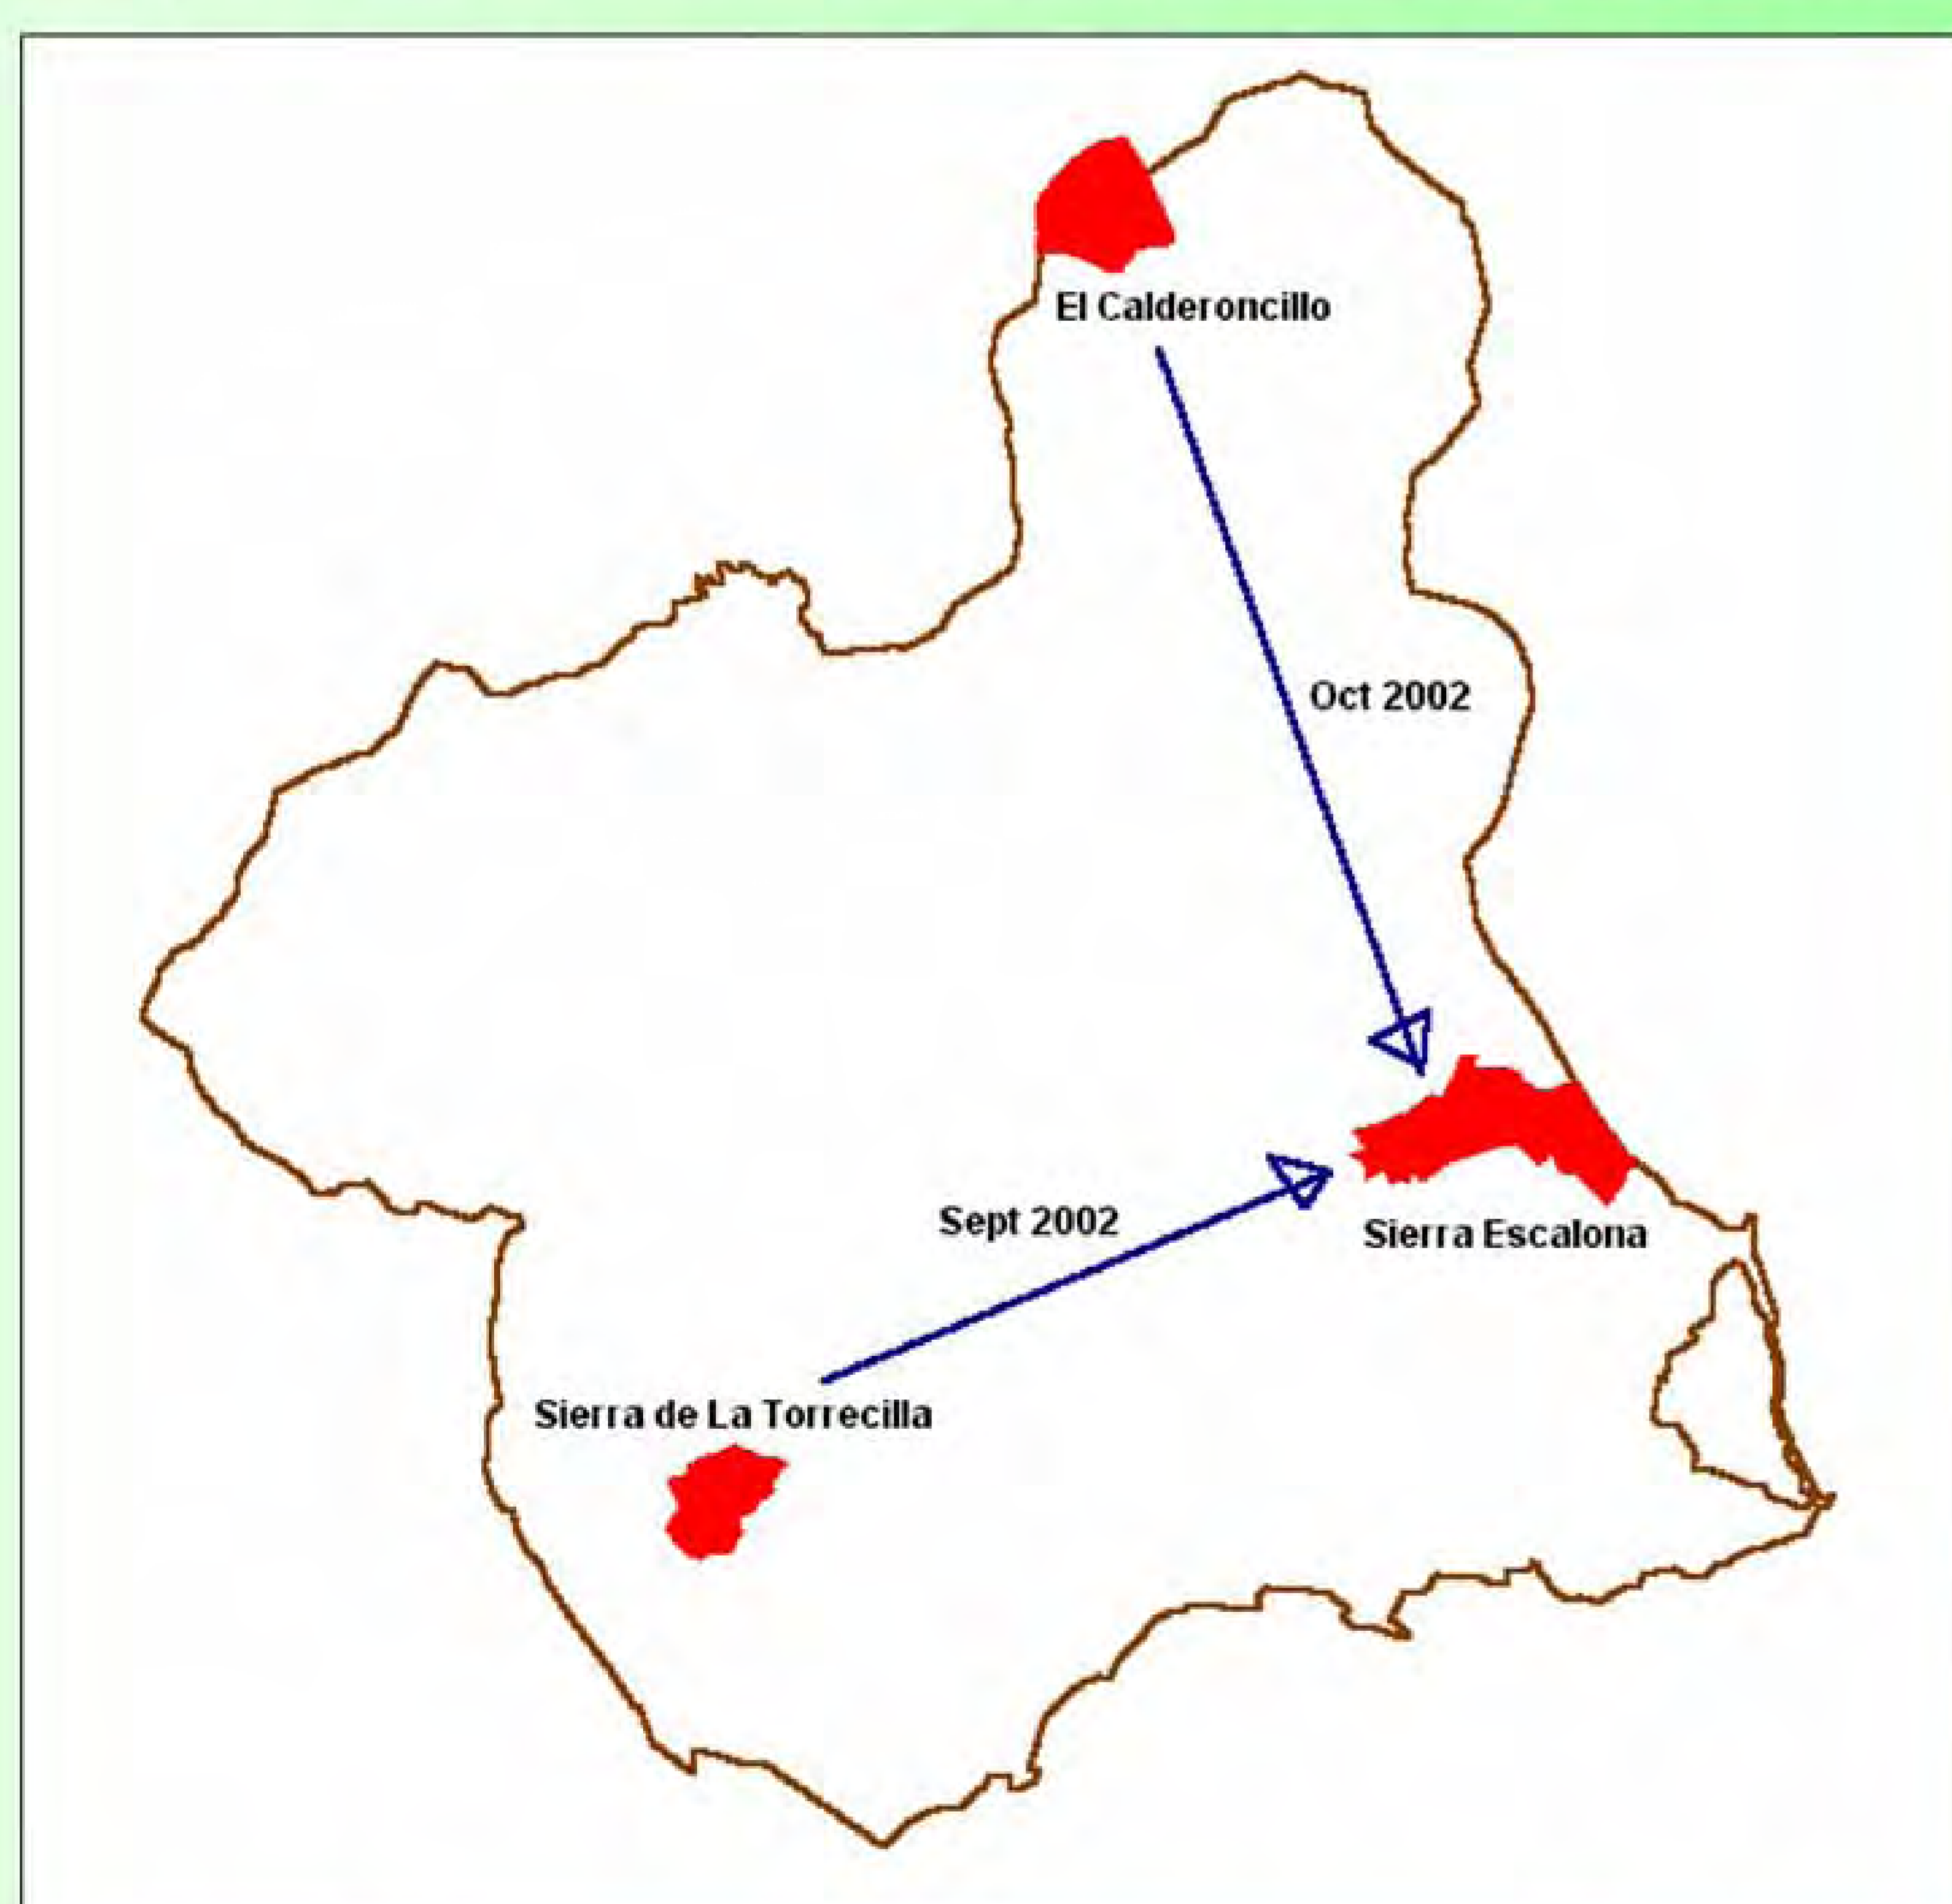 El Calderoncillo
Oct 2002
Sept 2002
Sierra Escalona
Sierra de La Torrecilla